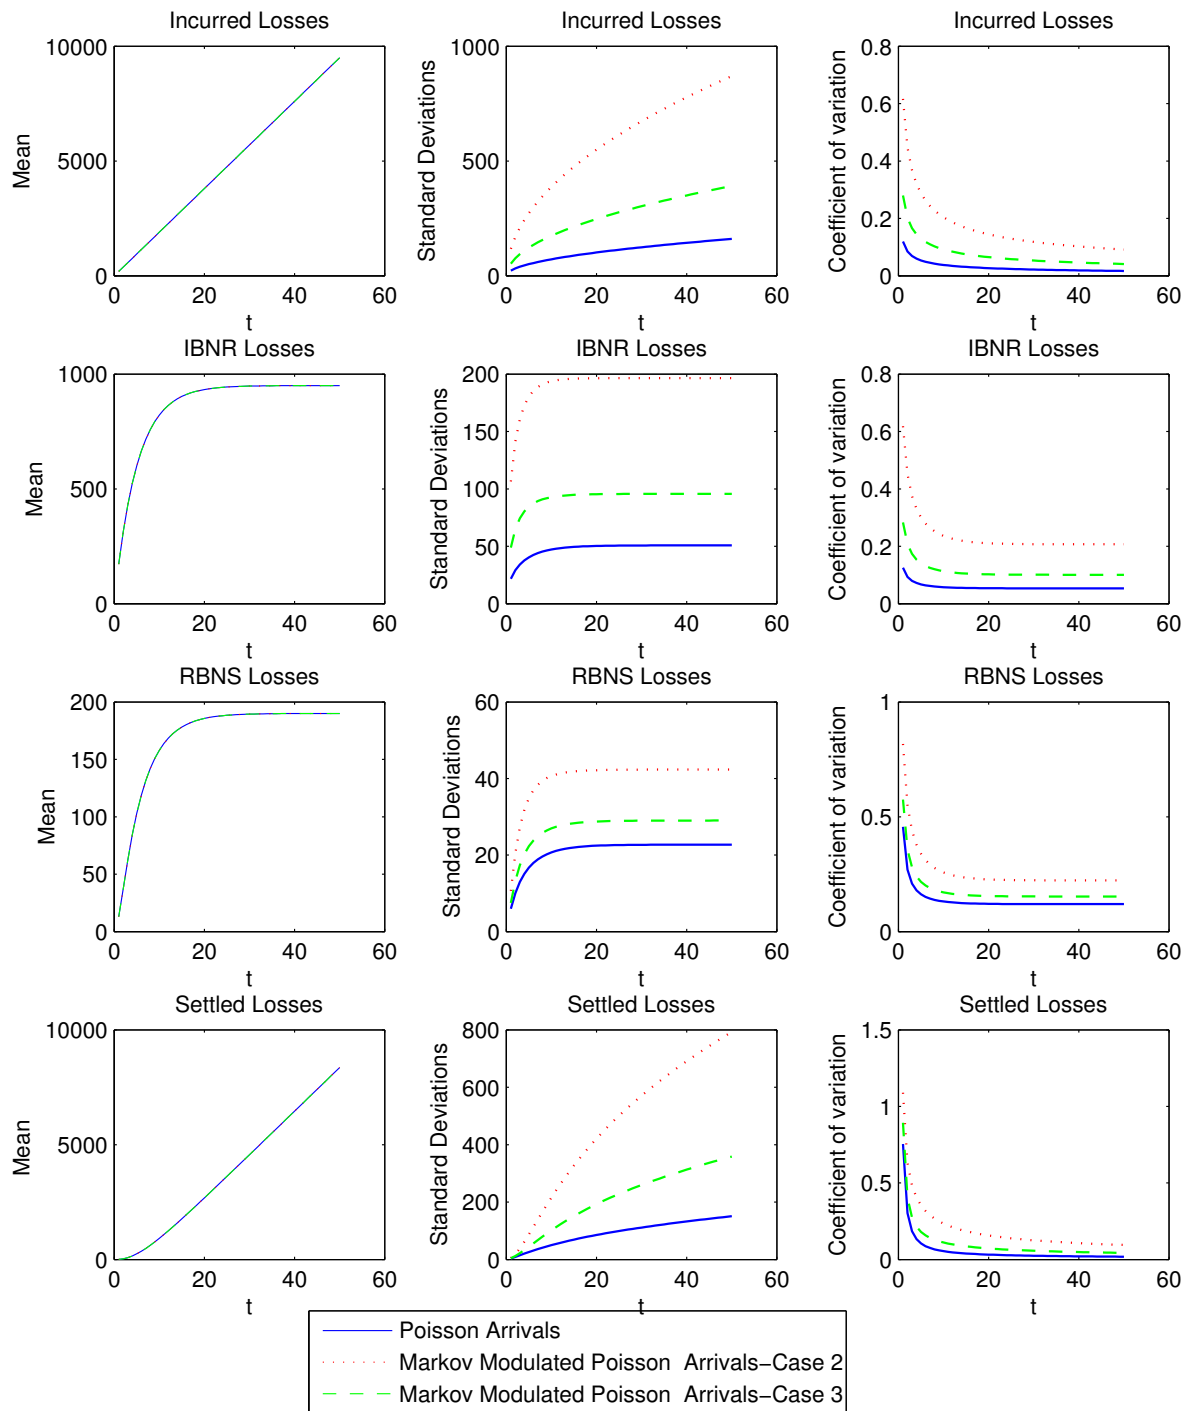 Incurred Losses
Mean
10000
5000
0
0 20 40 60
t
Incurred Losses
Standard Deviations
1000
500
0
0 20 40 60
t
Incurred Losses
Coefficient of variation
0.8
0.6
0.4
0.2
0
0 20 40 60
t
IBNR Losses
Mean
1000
500
0
0 20 40 60
t
IBNR Losses
Standard Deviations
200
150
100
50
0
0 20 40 60
t
IBNR Losses
Coefficient of variation
0.8
0.6
0.4
0.2
0
0 20 40 60
t
RBNS Losses
Mean
200
150
100
50
0
0 20 40 60
t
RBNS Losses
Standard Deviations
60
40
20
0
0 20 40 60
t
RBNS Losses
Coefficient of variation
1
0.5
0
0 20 40 60
t
Settled Losses
Mean
10000
5000
0
0 20 40 60
t
Settled Losses
Standard Deviations
800
600
400
200
0
0 20 40 60
t
Settled Losses
Coefficient of variation
1.5
1
0.5
0
0 20 40 60
t
Poisson Arrivals
Markov Modulated Poisson Arrivals−Case 2
Markov Modulated Poisson Arrivals−Case 3